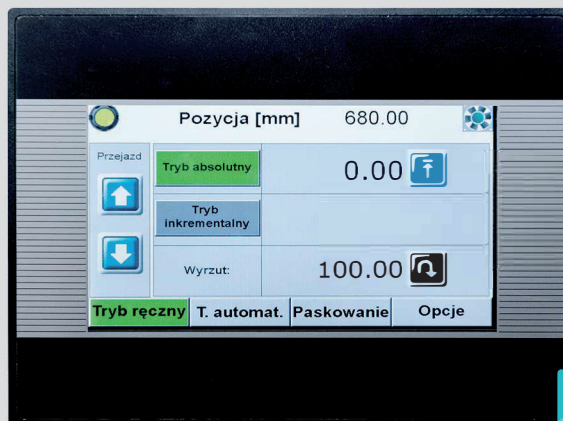 Pozycja [mm] 680.00
Przejazd
Tryb absolutny
0.00
Tryb
inkrementalny
Wyrzut:
100.00
Tryb ręczny T. automat. Paskowanie Opcje